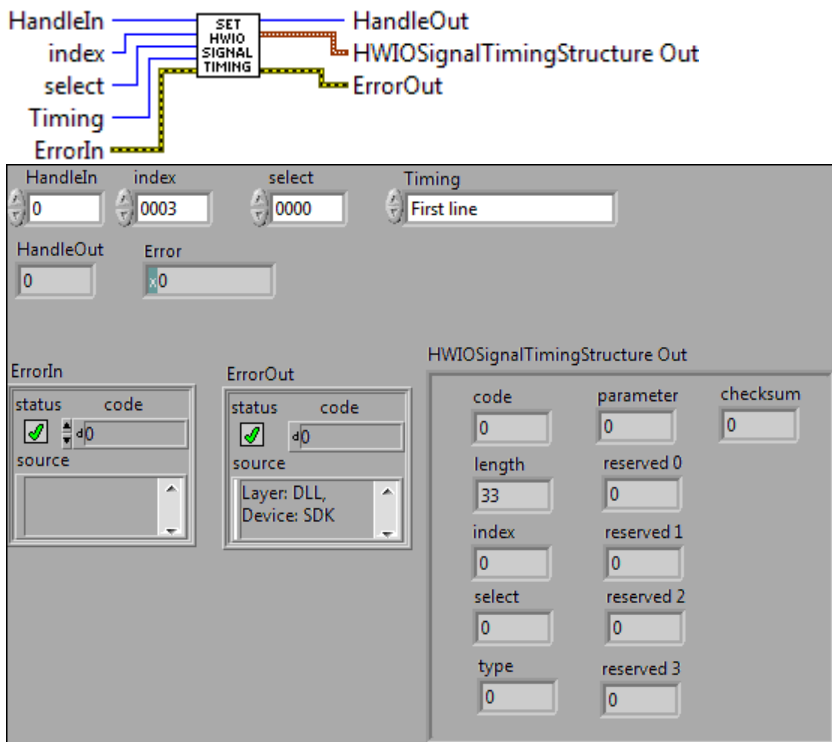 HandleIn
index
select
Timing
ErrorIn
SET
HWIO
SIGNAL
TIMING
HandleOut
HWIOSignalTimingStructure Out
ErrorOut
HandleIn index select Timing
0 0003 0000 First line
HandleOut Error
0 x0
ErrorIn
status code
d0
source
ErrorOut
status code
d0
source
Layer: DLL,
Device: SDK
HWIOSignalTimingStructure Out
code parameter checksum
0 0 0
length reserved 0
33 0
index reserved 1
0 0
select reserved 2
0 0
type reserved 3
0 0